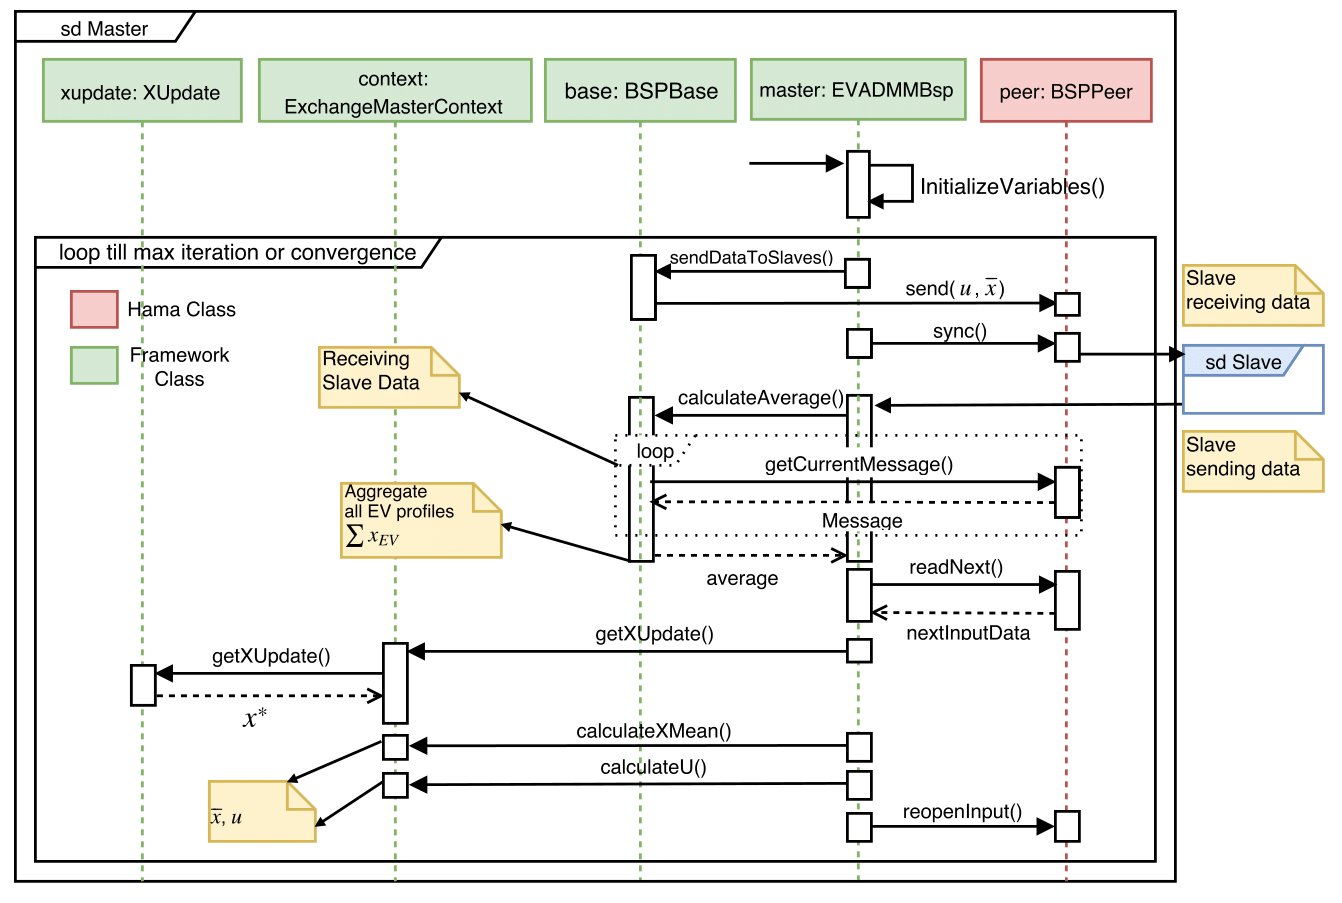 sd Master
xupdate: XUpdate
context:
ExchangeMasterContext
base: BSPBase
master: EVADMMBsp
peer: BSPPeer
InitializeVariables()
loop till max iteration or convergence
sendDataToSlaves()
Slave
receiving data
send( u , x̅ )
Hama Class
sync()
Framework
Class
Receiving
Slave Data
sd Slave
calculateAverage()
loop
Slave
sending data
getCurrentMessage()
Aggregate
all EV profiles
∑ x_EV
Message
average
readNext()
nextInputData
getXUpdate()
getXUpdate()
x*
calculateXMean()
calculateU()
x̅, u
reopenInput()